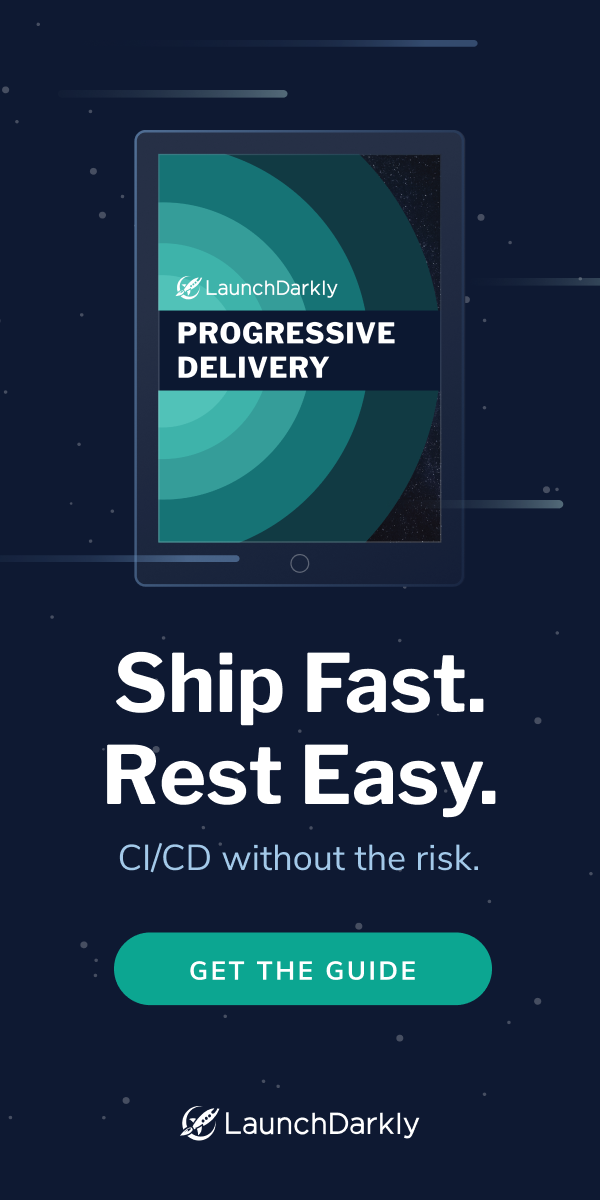 LaunchDarkly
PROGRESSIVE
DELIVERY
Ship Fast.
Rest Easy.
CI/CD without the risk.
GET THE GUIDE
LaunchDarkly